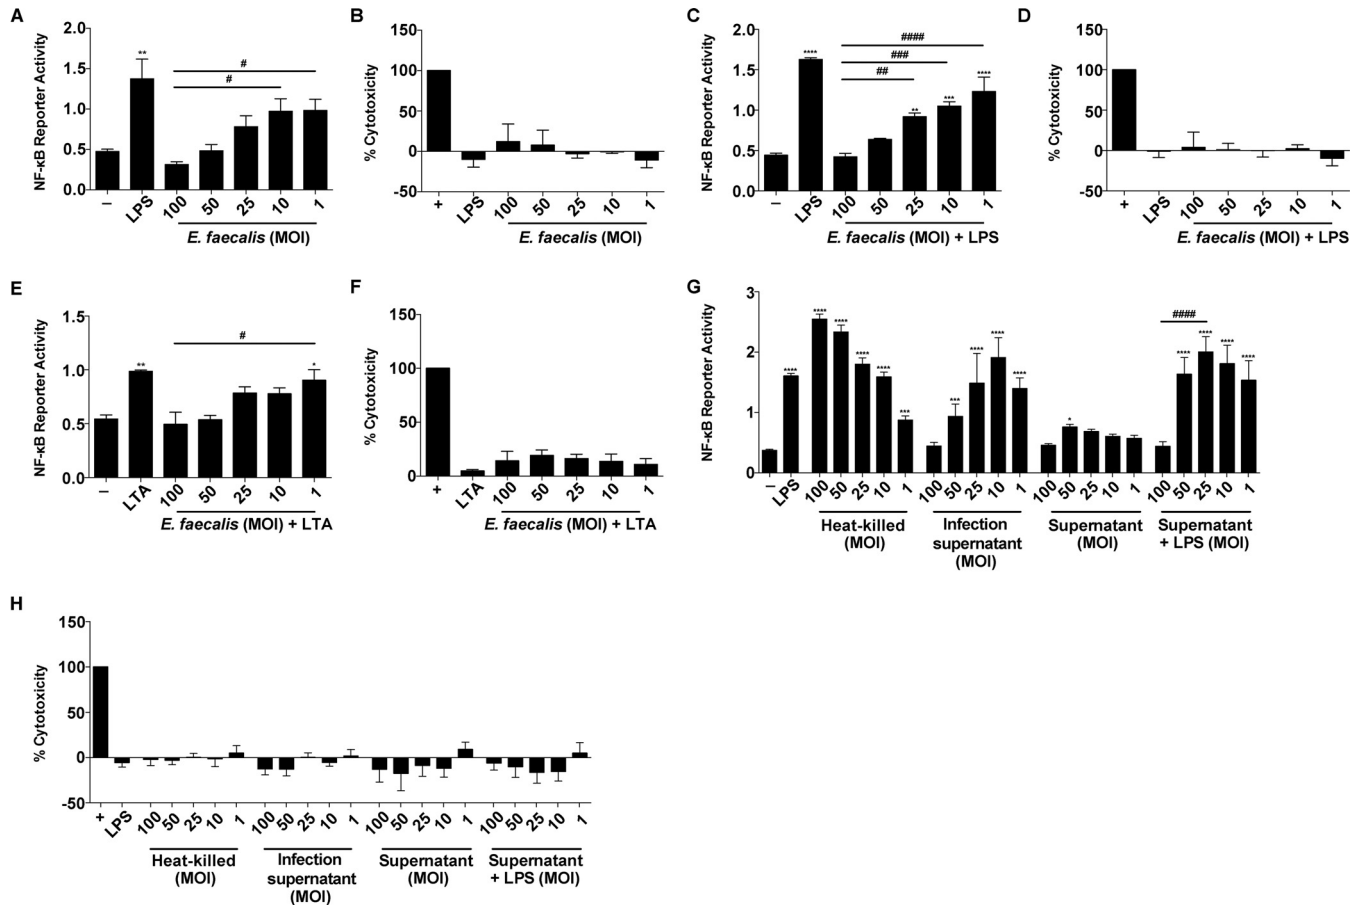 A
NF-κB Reporter Activity
2.0
1.5
1.0
0.5
0.0
**
#
#
– LPS 100 50 25 10 1
E. faecalis (MOI)
B
% Cytotoxicity
150
100
50
0
-50
+ LPS 100 50 25 10 1
E. faecalis (MOI)
C
NF-κB Reporter Activity
2.0
1.5
1.0
0.5
0.0
####
###
##
**** ** *** ****
– LPS 100 50 25 10 1
E. faecalis (MOI) + LPS
D
% Cytotoxicity
150
100
50
0
-50
+ LPS 100 50 25 10 1
E. faecalis (MOI) + LPS
E
NF-κB Reporter Activity
1.5
1.0
0.5
0.0
#
** *
– LTA 100 50 25 10 1
E. faecalis (MOI) + LTA
F
% Cytotoxicity
150
100
50
0
+ LTA 100 50 25 10 1
E. faecalis (MOI) + LTA
G
NF-κB Reporter Activity
3
2
1
0
####
**** **** **** **** **** *** *** **** **** **** * **** **** **** ****
– LPS 100 50 25 10 1 100 50 25 10 1 100 50 25 10 1 100 50 25 10 1
Heat-killed
(MOI)
Infection
supernatant
(MOI)
Supernatant
(MOI)
Supernatant
+ LPS (MOI)
H
% Cytotoxicity
150
100
50
0
-50
+ LPS 100 50 25 10 1 100 50 25 10 1 100 50 25 10 1 100 50 25 10 1
Heat-killed
(MOI)
Infection
supernatant
(MOI)
Supernatant
(MOI)
Supernatant
+ LPS (MOI)